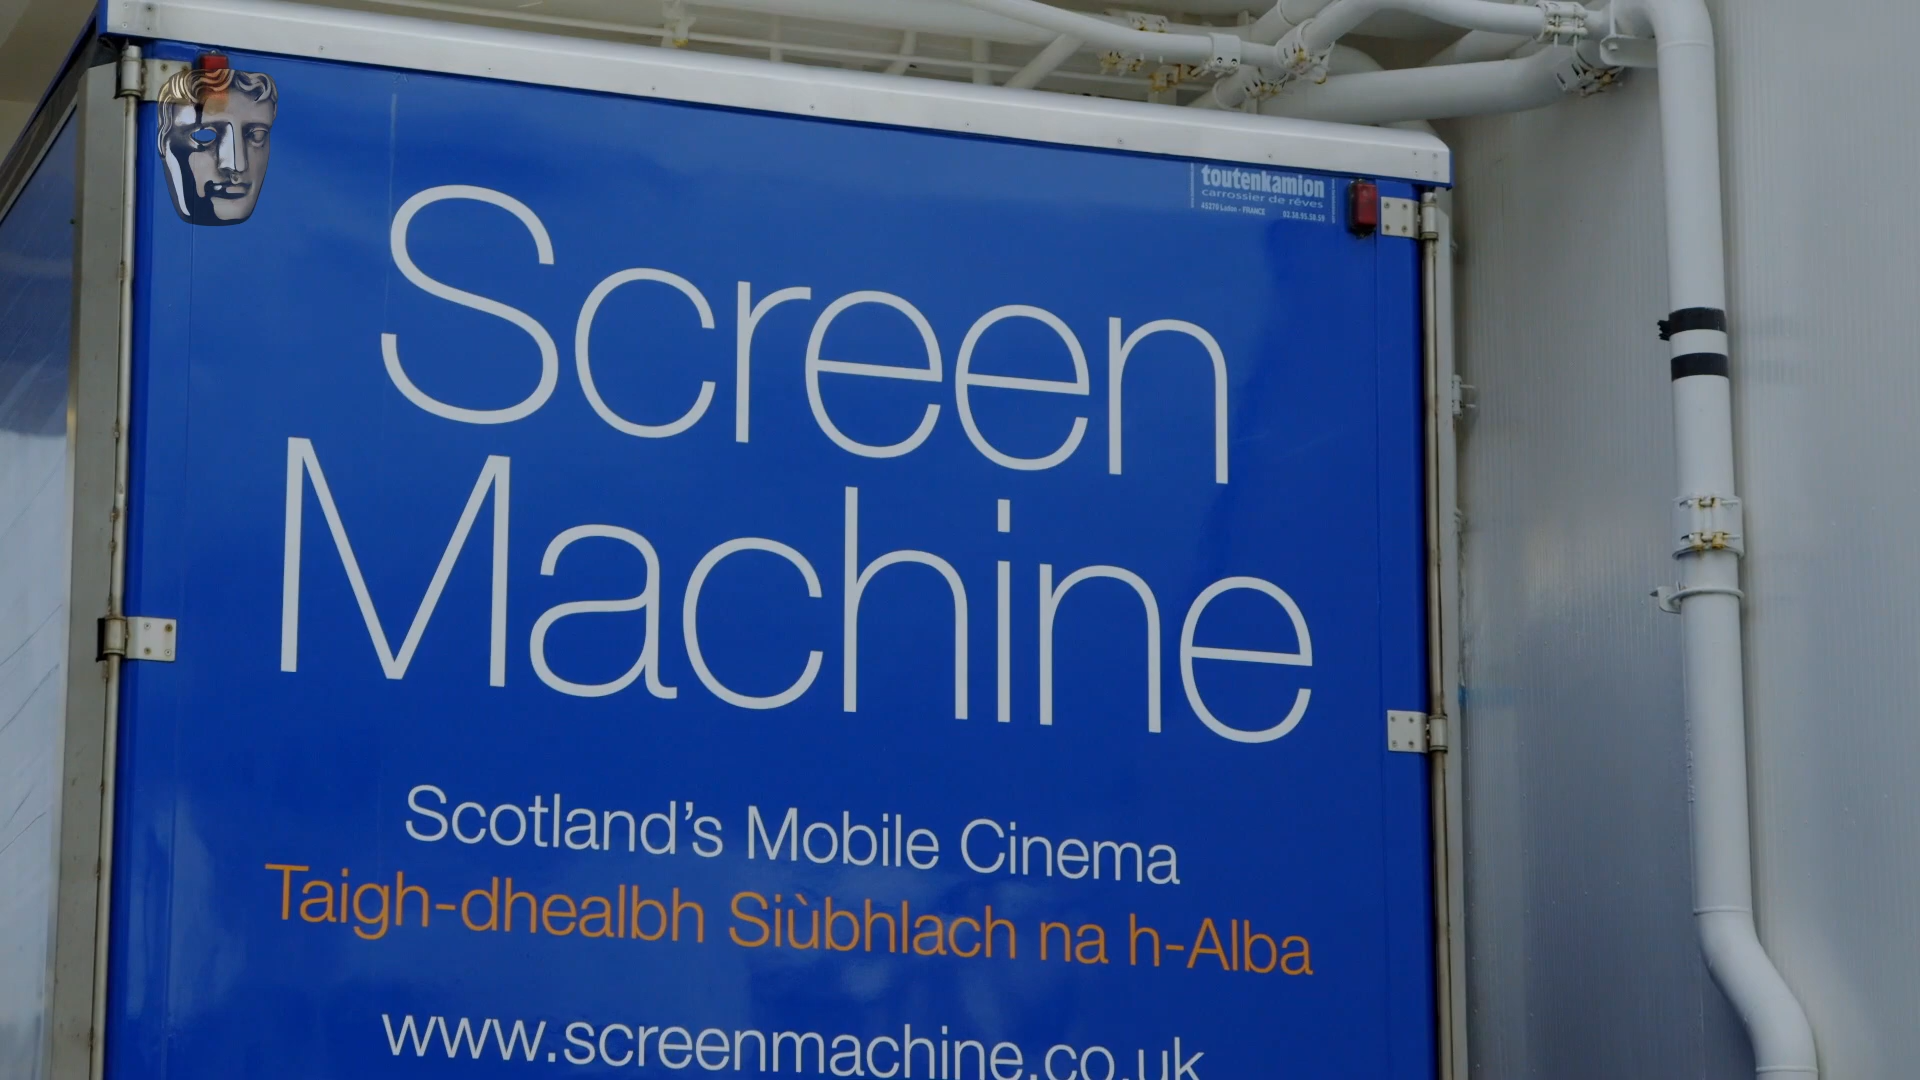 toutenkamion
carrossier de rêves
Screen
Machine
Scotland's Mobile Cinema
Taigh-dhealbh Siùbhlach na h-Alba
www.screenmachine.co.uk